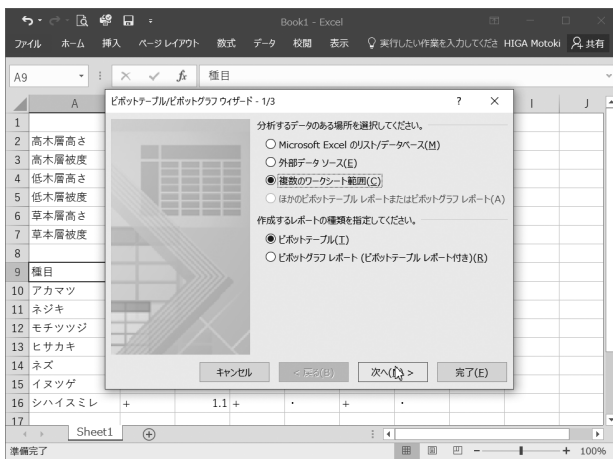 Book1 - Excel
ファイル ホーム 挿入 ページ レイアウト 数式 データ 校閲 表示 実行したい作業を入力してくださ HIGA Motoki 共有
A9 fx 種目
A I J
ピボットテーブル/ピボットグラフ ウィザード - 1/3 ? ×
分析するデータのある場所を選択してください。
Microsoft Excel のリスト/データベース(M)
外部データ ソース(E)
複数のワークシート範囲(C)
ほかのピボットテーブル レポートまたはピボットグラフ レポート(A)
作成するレポートの種類を指定してください。
ピボットテーブル(T)
ピボットグラフ レポート (ピボットテーブル レポート付き)(R)
キャンセル < 戻る(B) 次へ( ) > 完了(F)
1
2 高木層高さ
3 高木層被度
4 低木層高さ
5 低木層被度
6 草本層高さ
7 草本層被度
8
9 種目
10 アカマツ
11 ネジキ
12 モチツツジ
13 ヒサカキ
14 ネズ
15 イヌツゲ
16 シハイスミレ + 1.1 + ・ + ・
17
Sheet1
準備完了 100%